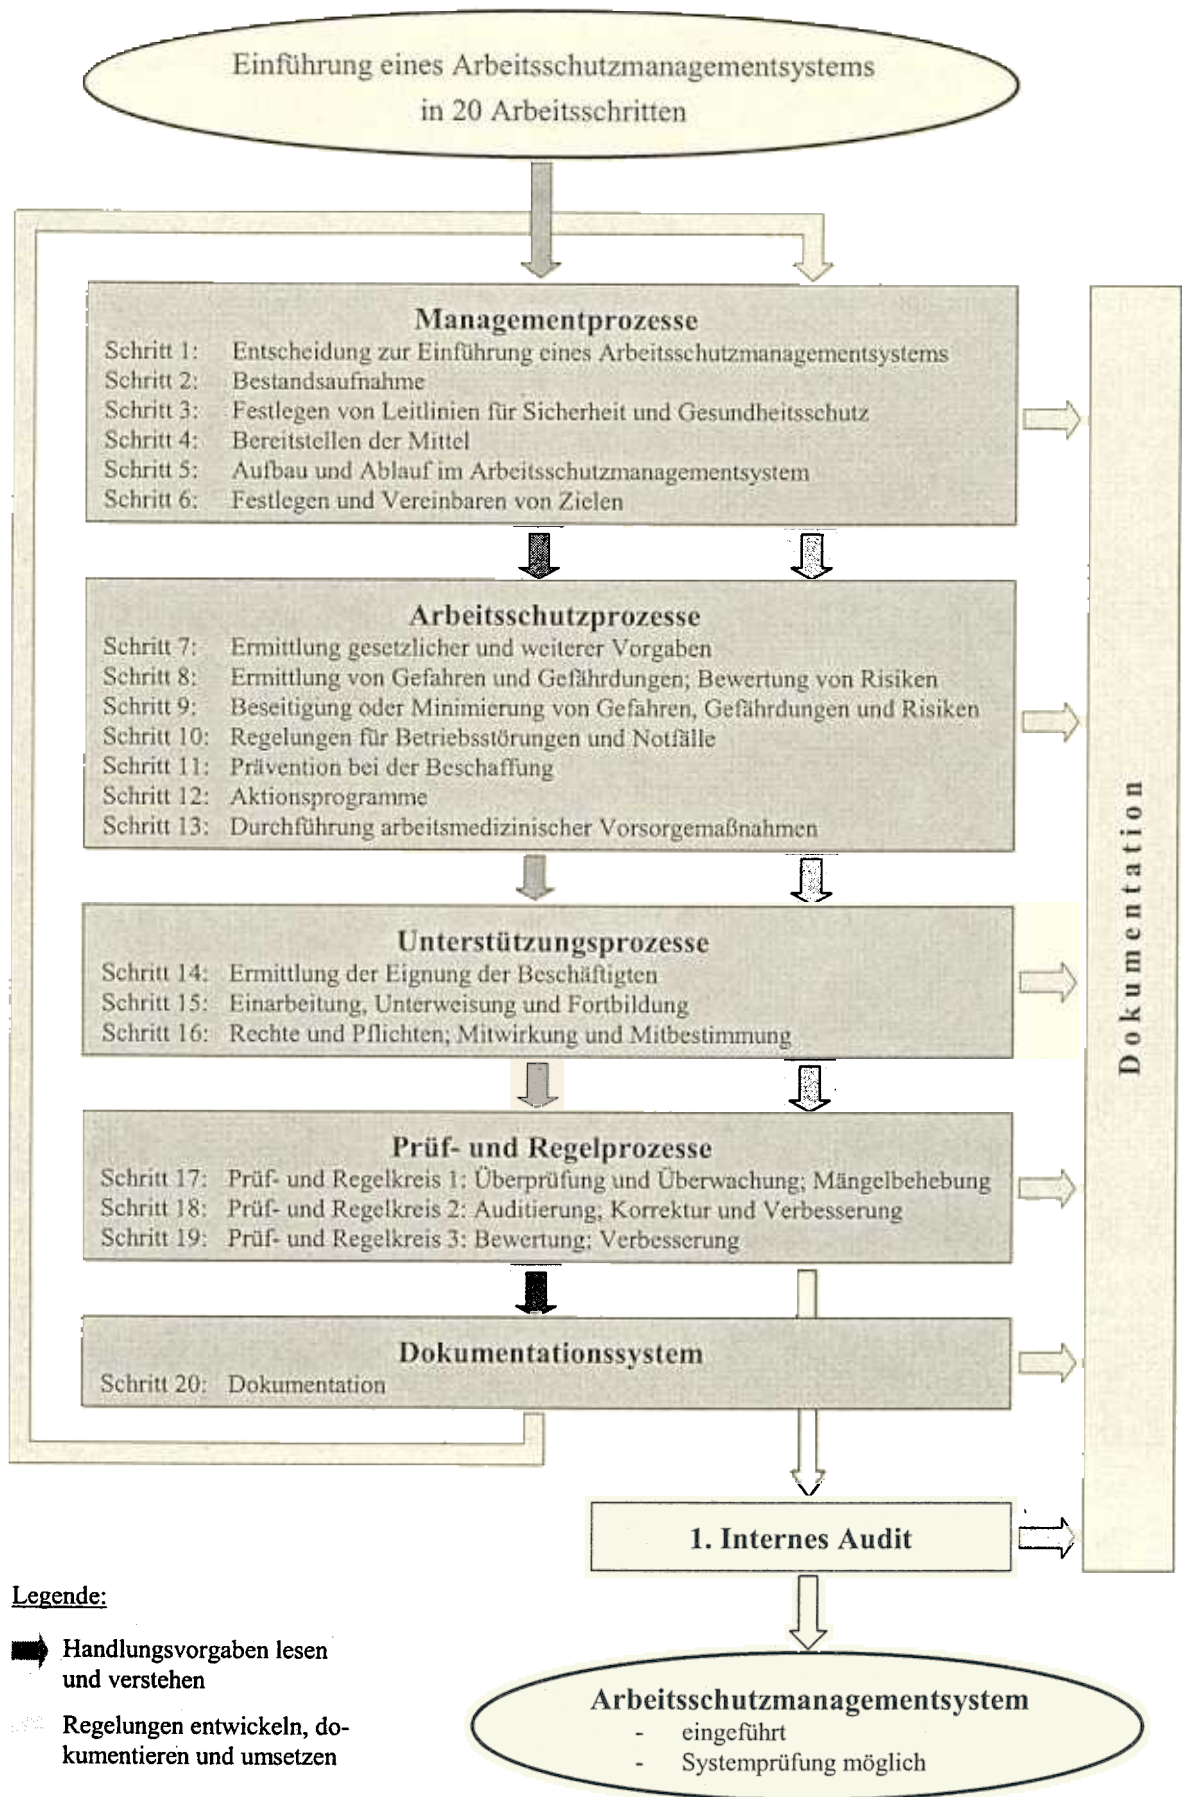 Einführung eines Arbeitsschutzmanagementsystems
in 20 Arbeitsschritten
Managementprozesse
Schritt 1: Entscheidung zur Einführung eines Arbeitsschutzmanagementsystems
Schritt 2: Bestandsaufnahme
Schritt 3: Festlegen von Leitlinien für Sicherheit und Gesundheitsschutz
Schritt 4: Bereitstellen der Mittel
Schritt 5: Aufbau und Ablauf im Arbeitsschutzmanagementsystem
Schritt 6: Festlegen und Vereinbaren von Zielen
Arbeitsschutzprozesse
Schritt 7: Ermittlung gesetzlicher und weiterer Vorgaben
Schritt 8: Ermittlung von Gefahren und Gefährdungen; Bewertung von Risiken
Schritt 9: Beseitigung oder Minimierung von Gefahren, Gefährdungen und Risiken
Schritt 10: Regelungen für Betriebsstörungen und Notfälle
Schritt 11: Prävention bei der Beschaffung
Schritt 12: Aktionsprogramme
Schritt 13: Durchführung arbeitsmedizinischer Vorsorgemaßnahmen
Unterstützungsprozesse
Schritt 14: Ermittlung der Eignung der Beschäftigten
Schritt 15: Einarbeitung, Unterweisung und Fortbildung
Schritt 16: Rechte und Pflichten; Mitwirkung und Mitbestimmung
Prüf- und Regelprozesse
Schritt 17: Prüf- und Regelkreis 1; Überprüfung und Überwachung; Mängelbehebung
Schritt 18: Prüf- und Regelkreis 2: Auditierung; Korrektur und Verbesserung
Schritt 19: Prüf- und Regelkreis 3: Bewertung; Verbesserung
Dokumentationssystem
Schritt 20: Dokumentation
Dokumentation
1. Internes Audit
Arbeitsschutzmanagementsystem
- eingeführt
- Systemprüfung möglich
Legende:
Handlungsvorgaben lesen
und verstehen
Regelungen entwickeln, do-
kumentieren und umsetzen